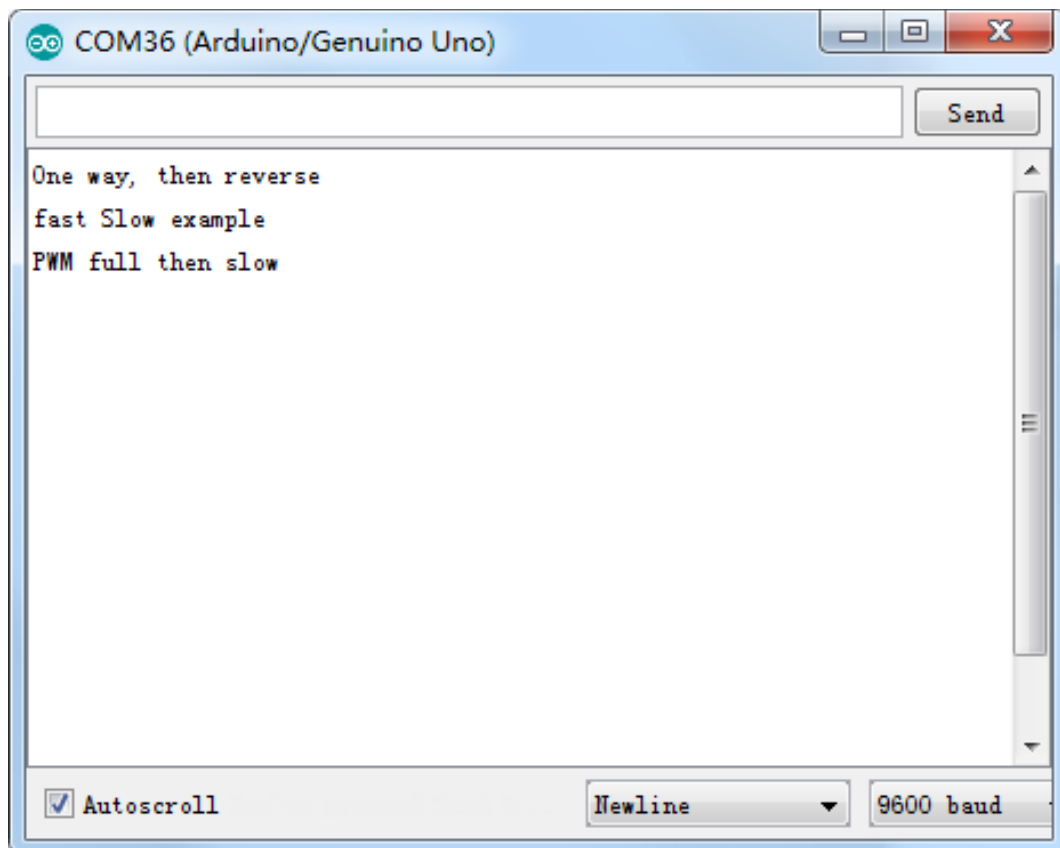 COM36 (Arduino/Genuino Uno)
Send
One way, then reverse
fast Slow example
PWM full then slow
Autoscroll
Newline
9600 baud